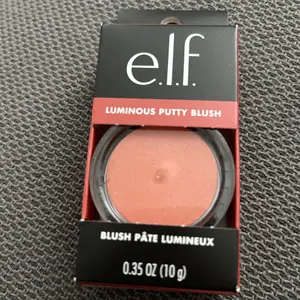 e.l.f.
LUMINOUS PUTTY BLUSH
BLUSH PÂTE LUMINEUX
0.35 OZ (10 g)